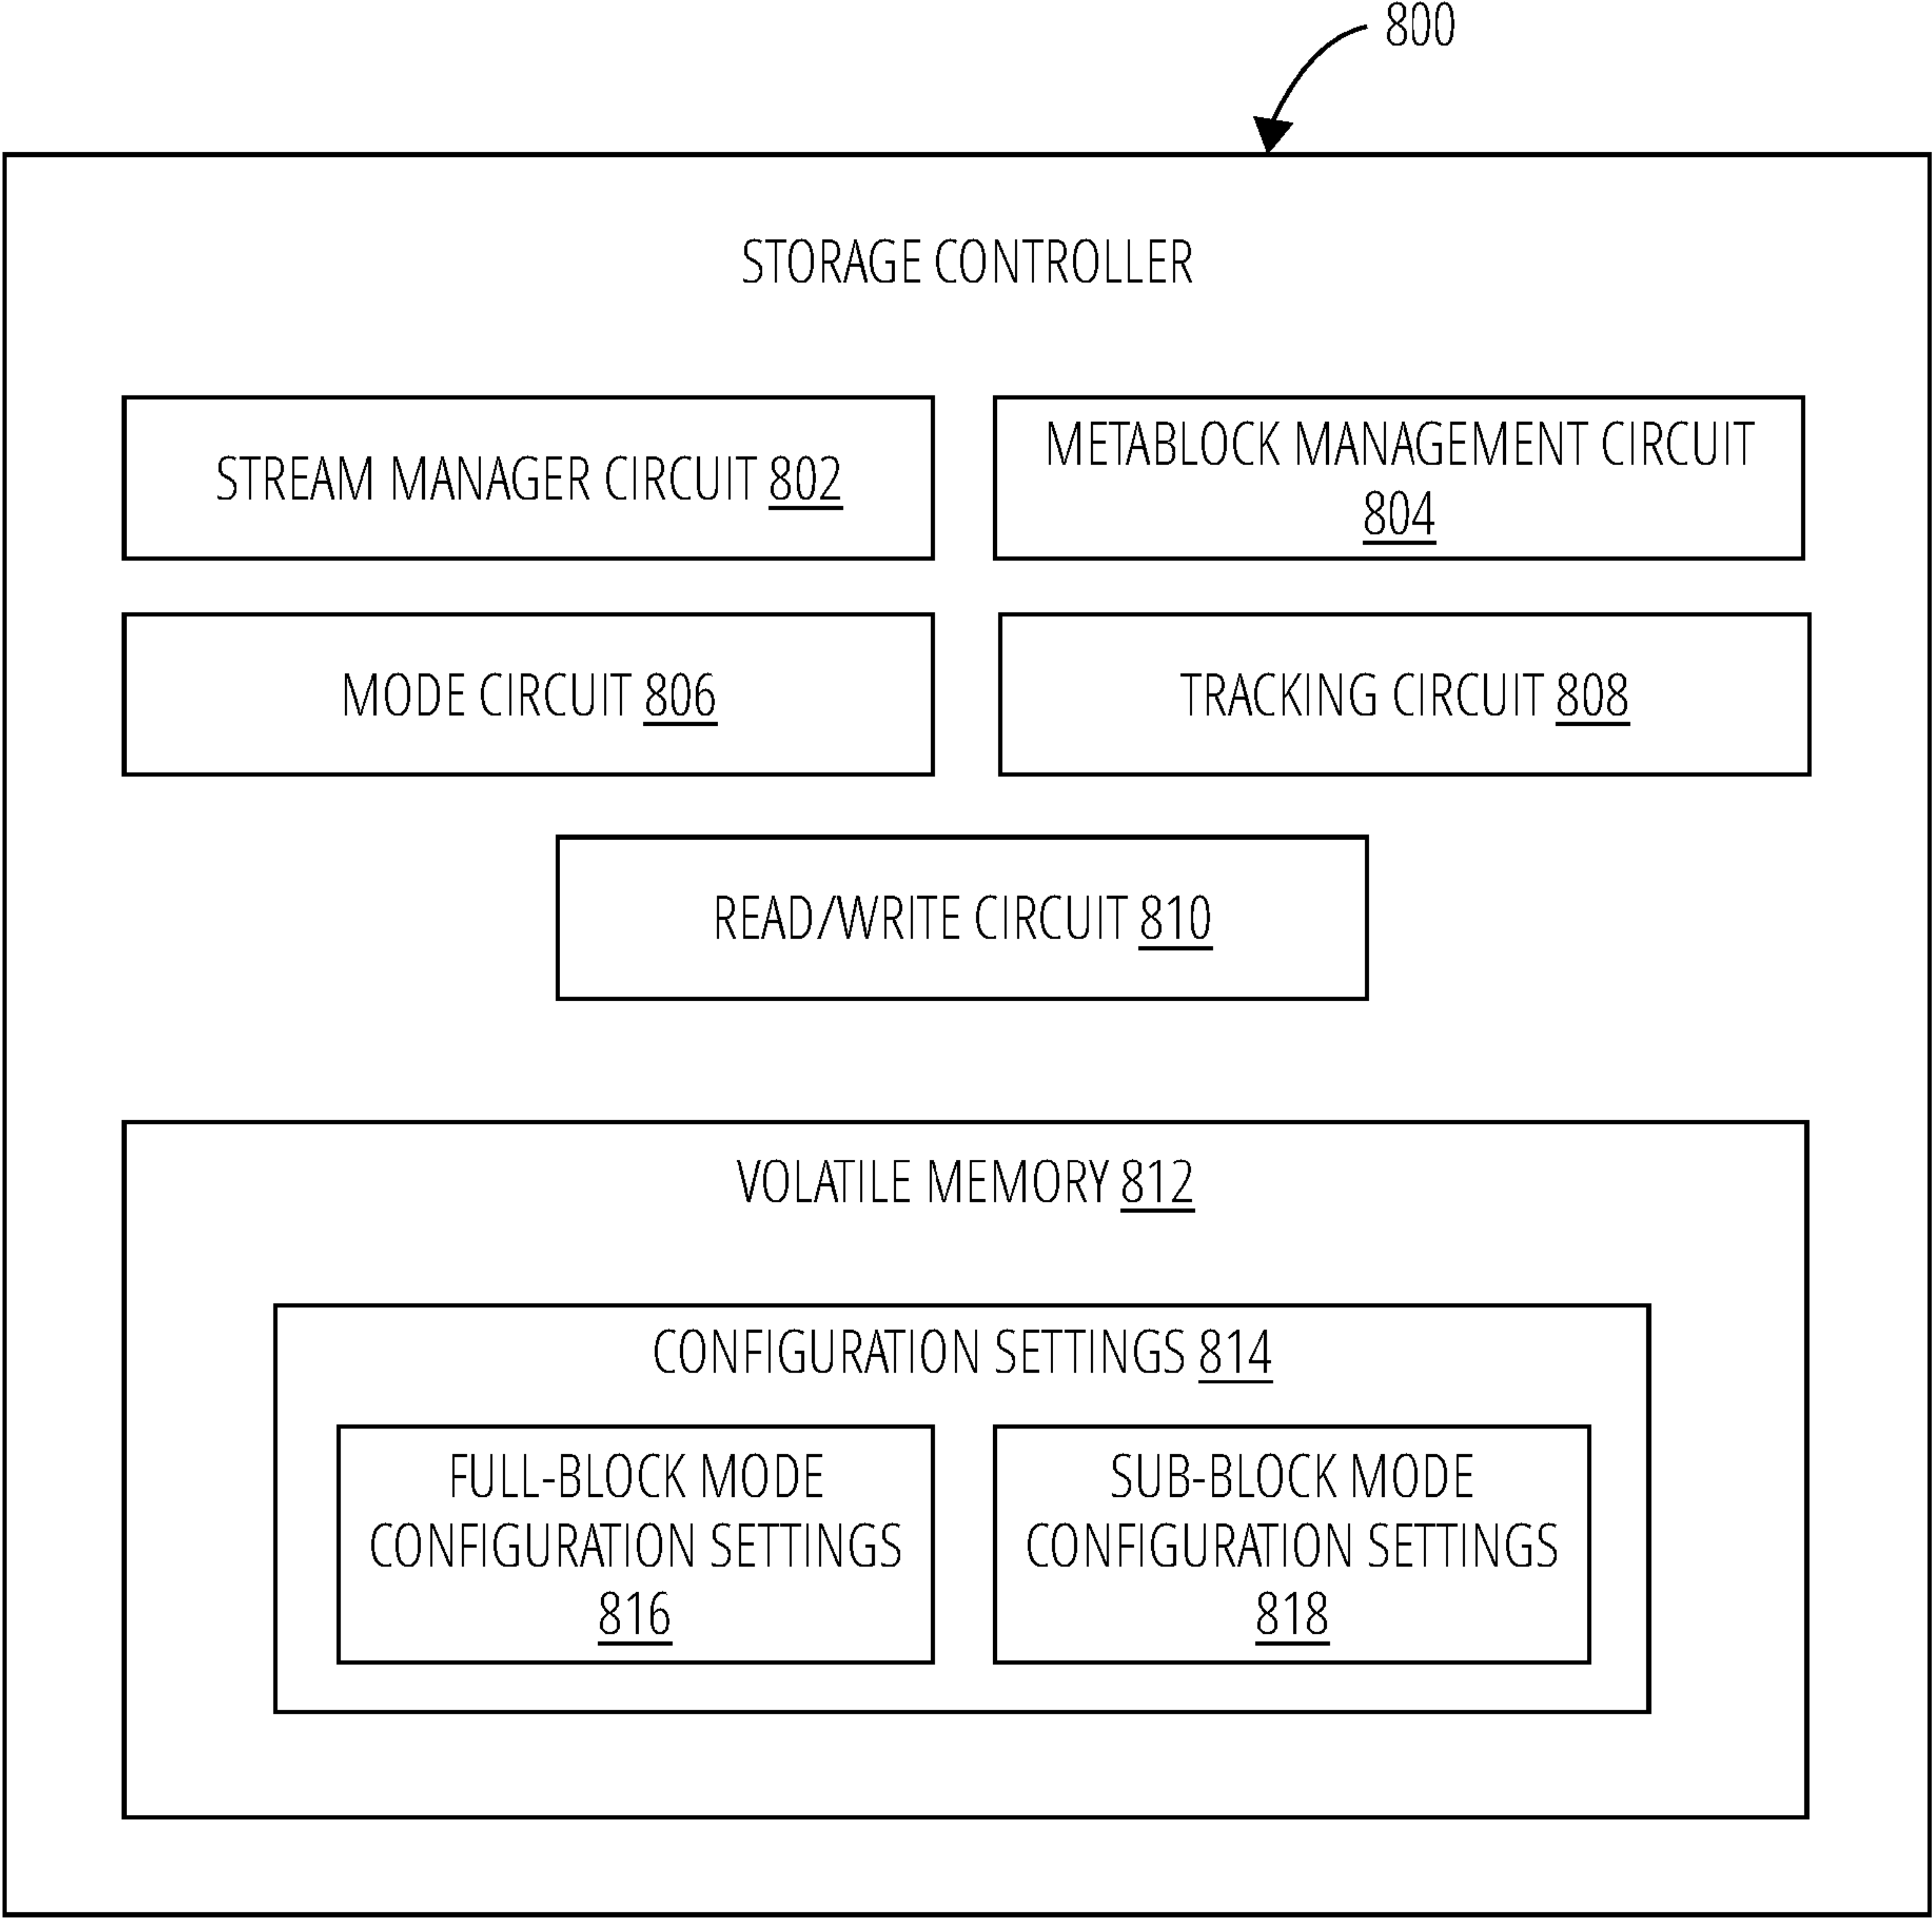 800
STORAGE CONTROLLER
STREAM MANAGER CIRCUIT 802
METABLOCK MANAGEMENT CIRCUIT
804
MODE CIRCUIT 806
TRACKING CIRCUIT 808
READ/WRITE CIRCUIT 810
VOLATILE MEMORY 812
CONFIGURATION SETTINGS 814
FULL-BLOCK MODE
CONFIGURATION SETTINGS
816
SUB-BLOCK MODE
CONFIGURATION SETTINGS
818